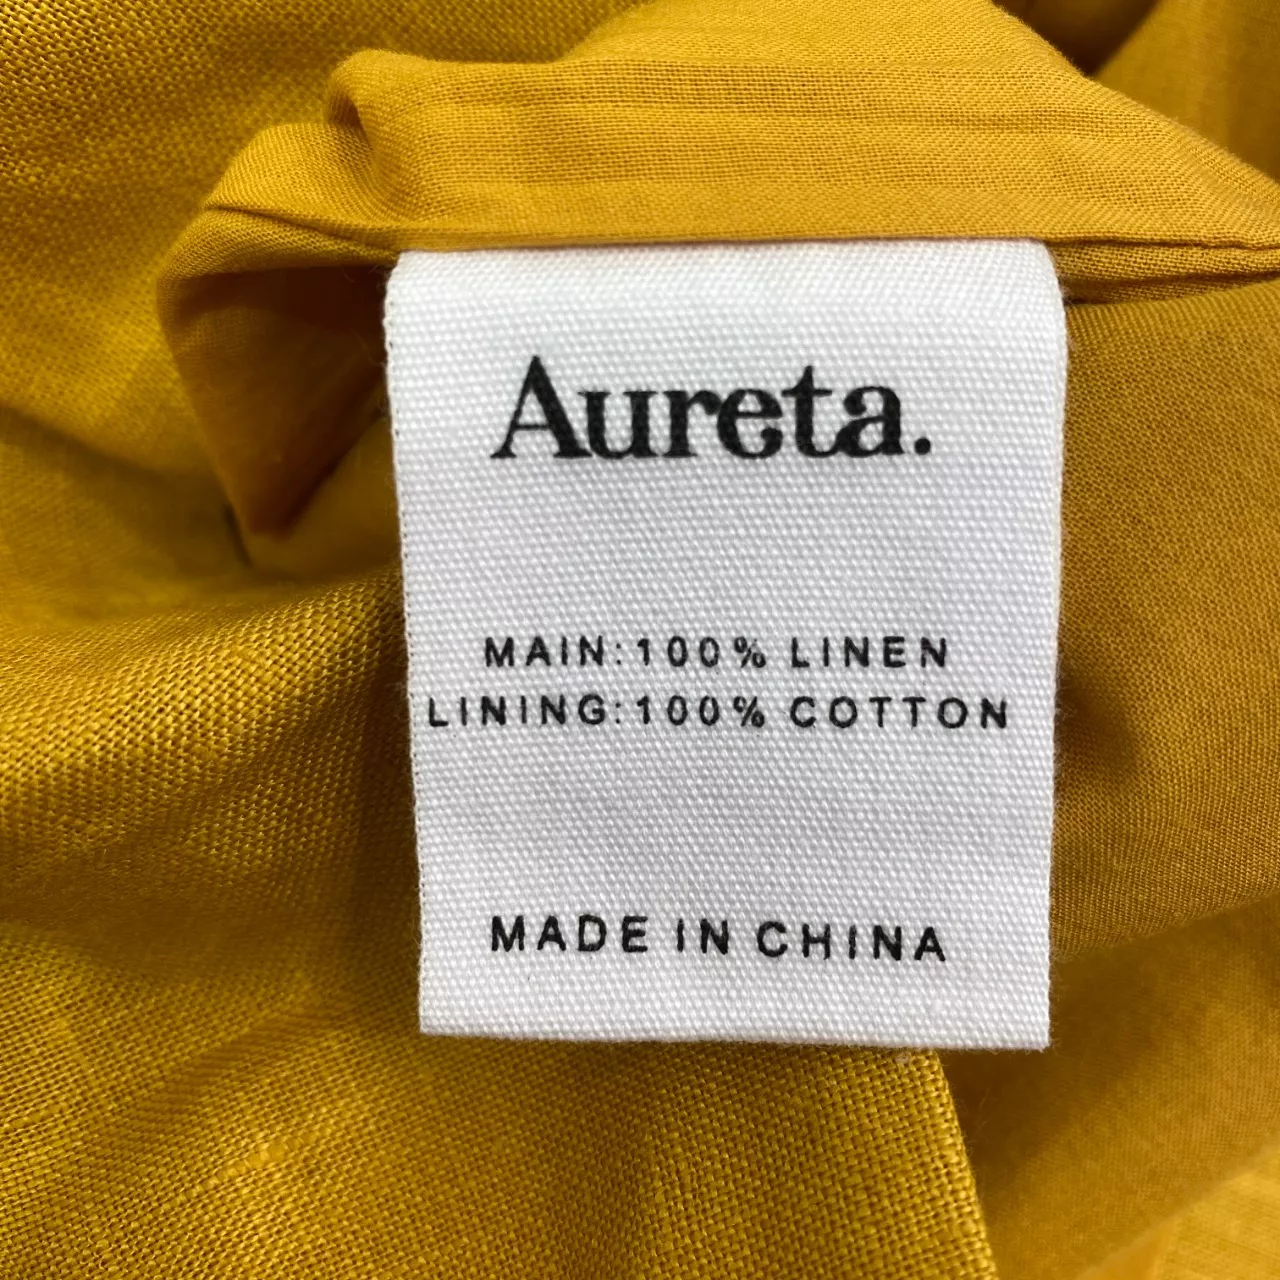 Aureta.
MAIN:100% LINEN
LINING:100% COTTON
MADE IN CHINA